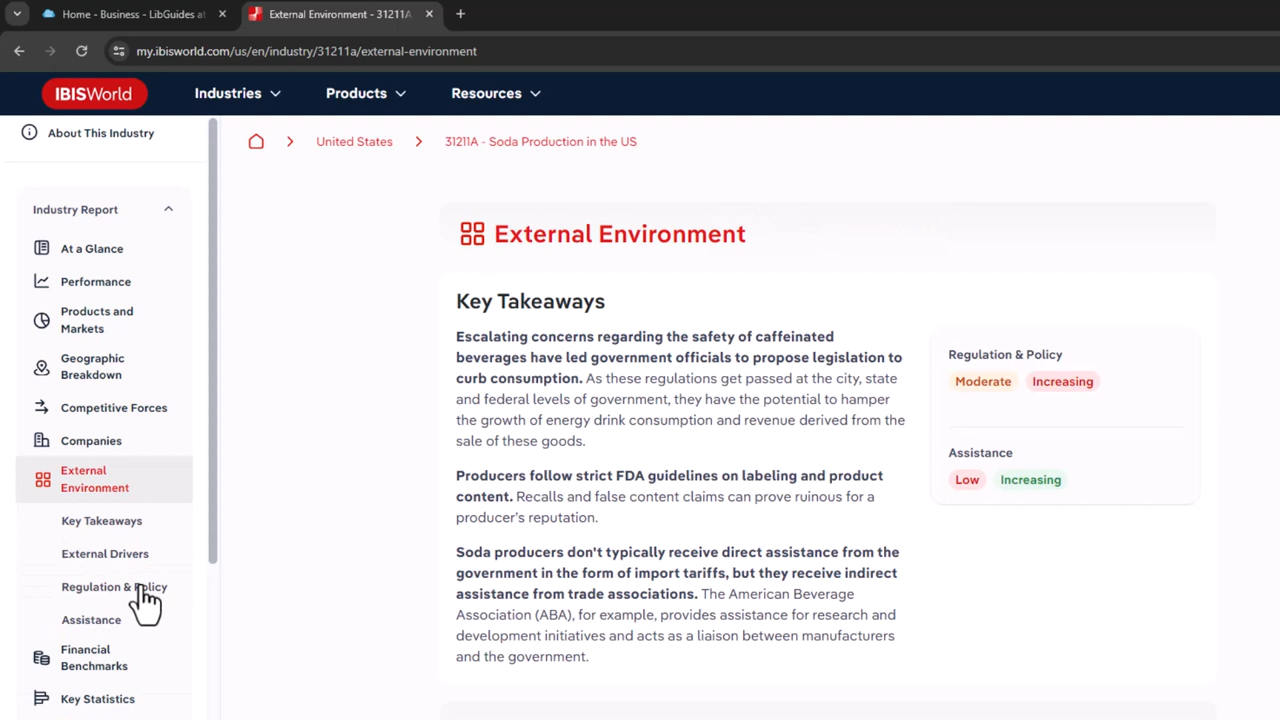 Home - Business - LibGuides at
External Environment - 31211A
my.ibisworld.com/us/en/industry/31211a/external-environment
IBISWorld
Industries
Products
Resources
About This Industry
United States
31211A - Soda Production in the US
Industry Report
At a Glance
Performance
Products and
Markets
Geographic
Breakdown
Competitive Forces
Companies
External
Environment
Key Takeaways
External Drivers
Regulation & Policy
Assistance
Financial
Benchmarks
Key Statistics
External Environment
Key Takeaways
Escalating concerns regarding the safety of caffeinated
beverages have led government officials to propose legislation to
curb consumption. As these regulations get passed at the city, state
and federal levels of government, they have the potential to hamper
the growth of energy drink consumption and revenue derived from the
sale of these goods.
Producers follow strict FDA guidelines on labeling and product
content. Recalls and false content claims can prove ruinous for a
producer's reputation.
Soda producers don't typically receive direct assistance from the
government in the form of import tariffs, but they receive indirect
assistance from trade associations. The American Beverage
Association (ABA), for example, provides assistance for research and
development initiatives and acts as a liaison between manufacturers
and the government.
Regulation & Policy
Moderate Increasing
Assistance
Low Increasing